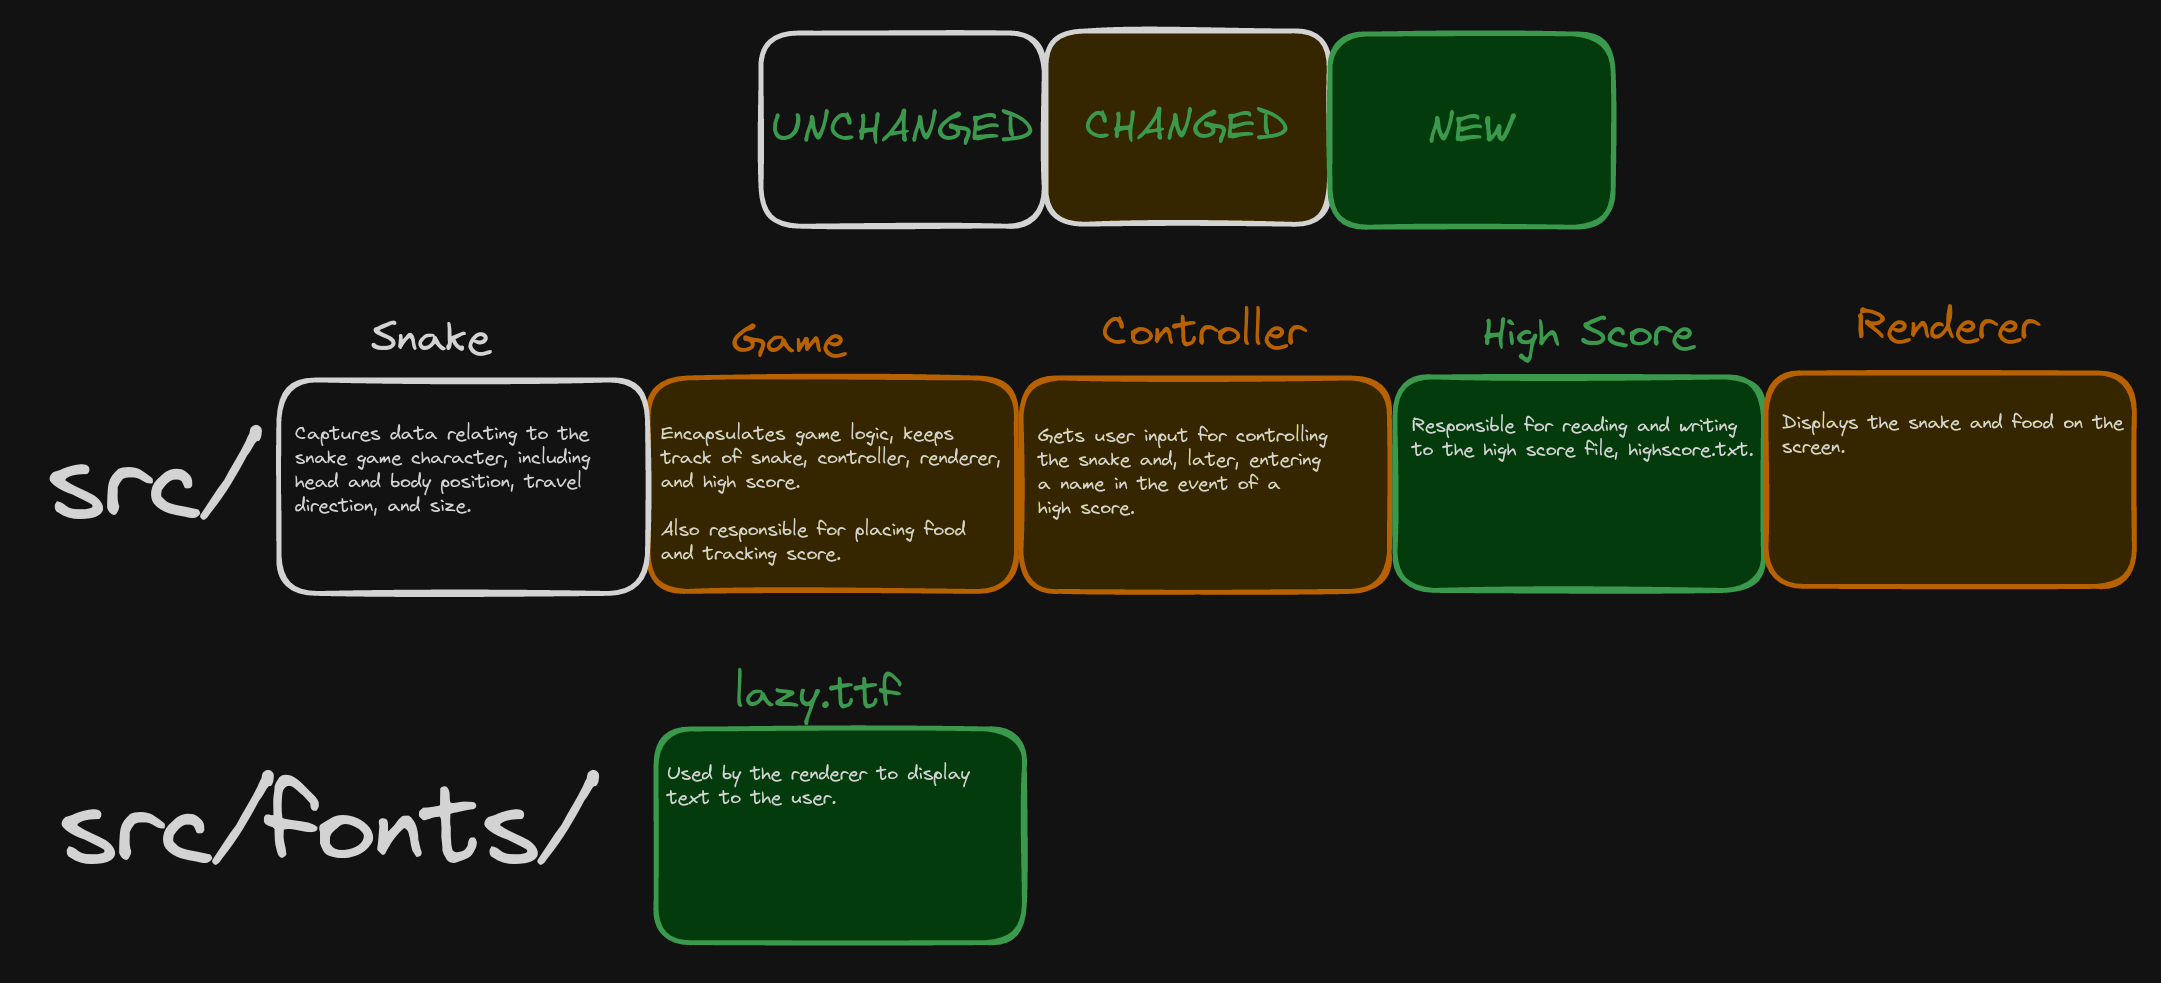 UNCHANGED
CHANGED
NEW
Snake
Game
Controller
High Score
Renderer
src/
Captures data relating to the
snake game character, including
head and body position, travel
direction, and size.
Encapsulates game logic, keeps
track of snake, controller, renderer,
and high score.
Also responsible for placing food
and tracking score.
Gets user input for controlling
the snake and, later, entering
a name in the event of a
high score.
Responsible for reading and writing
to the high score file, highscore.txt.
Displays the snake and food on the
screen.
lazy.ttf
src/fonts/
Used by the renderer to display
text to the user.